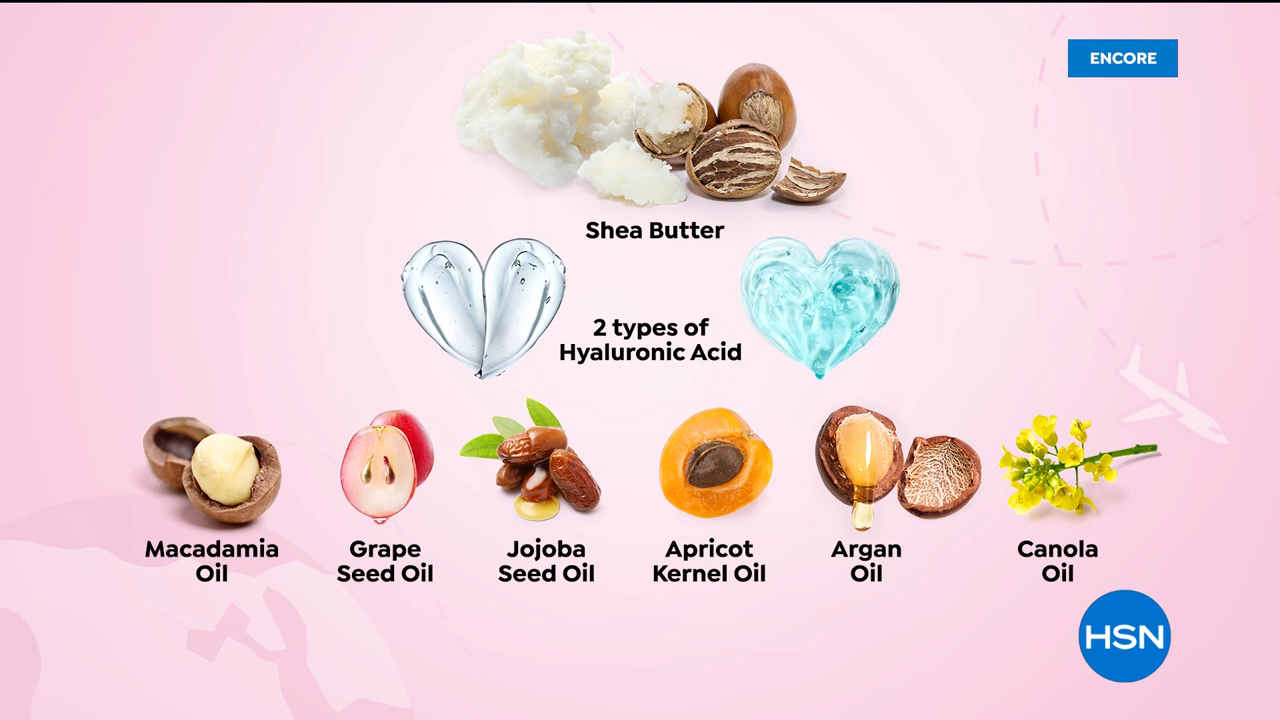 ENCORE
Shea Butter
2 types of
Hyaluronic Acid
Macadamia
Oil
Grape
Seed Oil
Jojoba
Seed Oil
Apricot
Kernel Oil
Argan
Oil
Canola
Oil
HSN